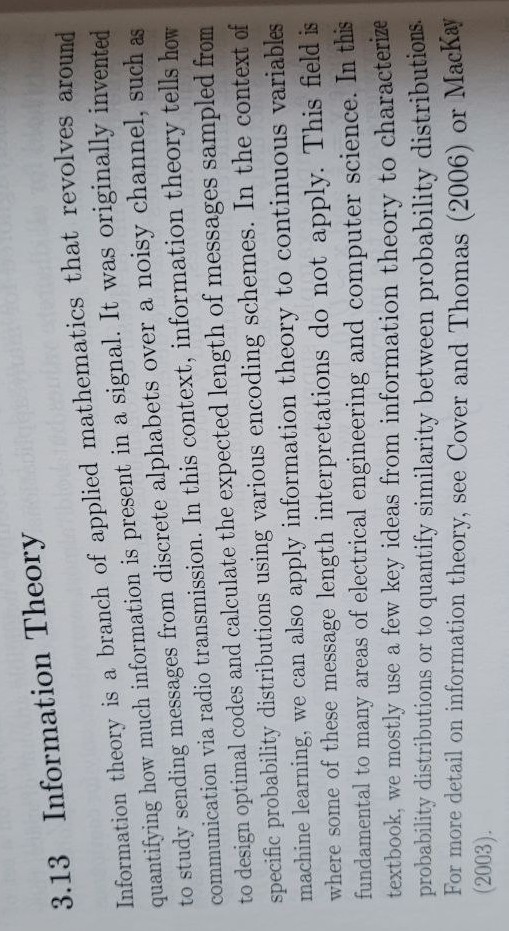 3.13 Information Theory
Information theory is a branch of applied mathematics that revolves around
quantifying how much information is present in a signal. It was originally invented
to study sending messages from discrete alphabets over a noisy channel, such as
communication via radio transmission. In this context, information theory tells how
to design optimal codes and calculate the expected length of messages sampled from
specific probability distributions using various encoding schemes. In the context of
machine learning, we can also apply information theory to continuous variables
where some of these message length interpretations do not apply. This field is
fundamental to many areas of electrical engineering and computer science. In this
textbook, we mostly use a few key ideas from information theory to characterize
probability distributions or to quantify similarity between probability distributions.
For more detail on information theory, see Cover and Thomas (2006) or MacKay
(2003).